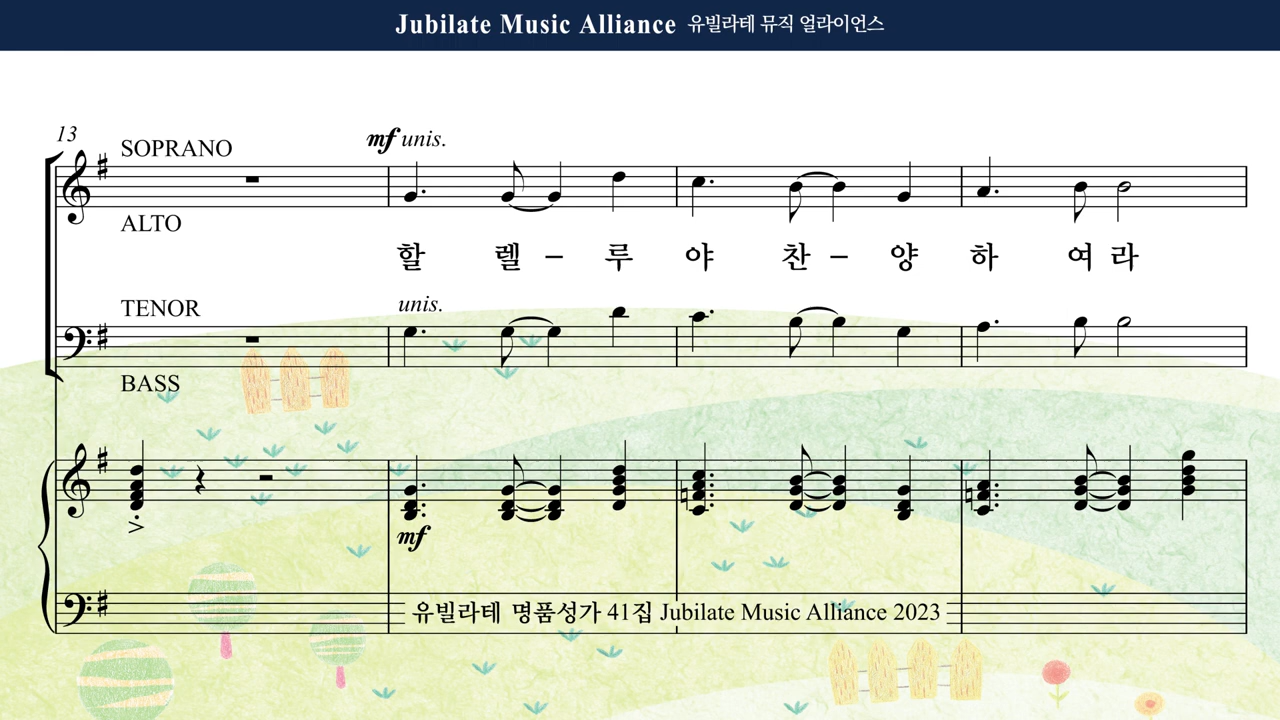 Jubilate Music Alliance 유빌라테 뮤직 얼라이언스
13
SOPRANO
mf unis.
ALTO
할 렐 – 루 야 찬 – 양 하 여 라
TENOR
unis.
BASS
mf
유빌라테 명품성가 41집 Jubilate Music Alliance 2023